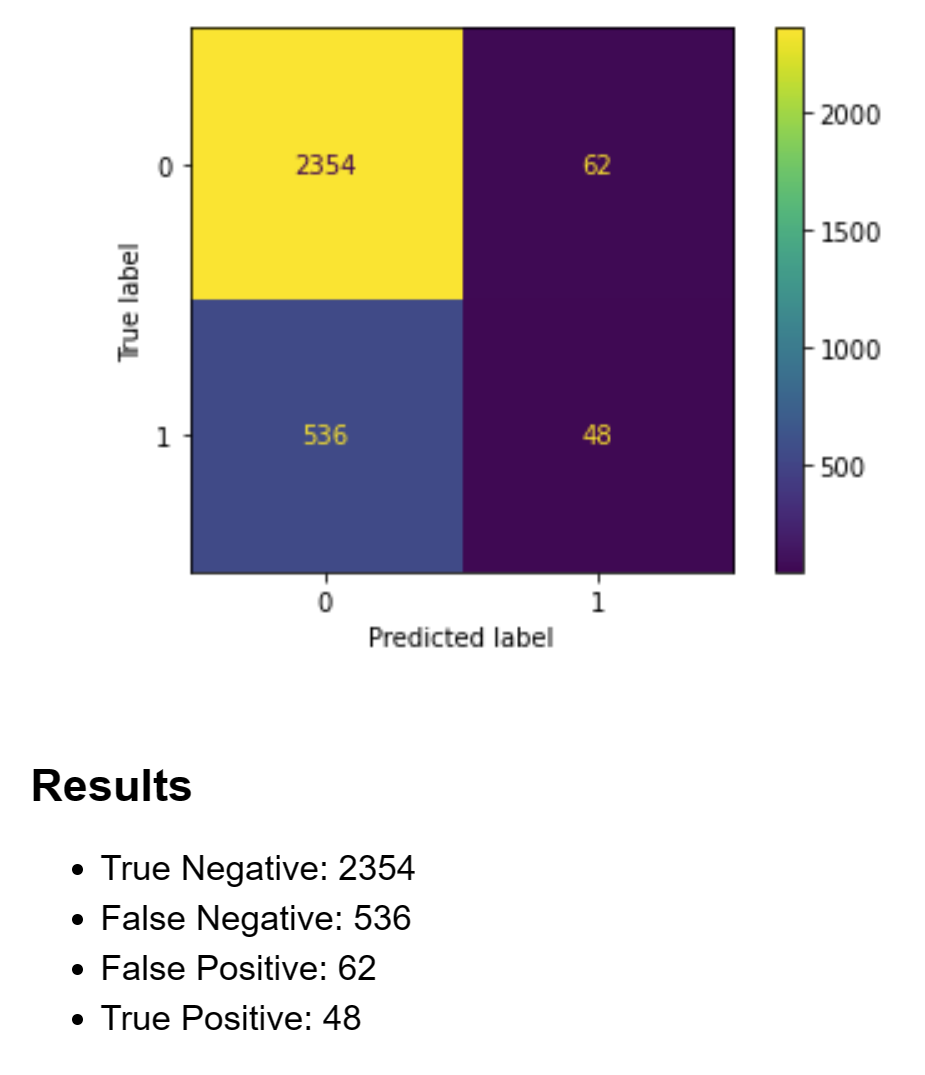 2000
0
2354
62
1500
True label
1000
1
536
48
500
0
1
Predicted label
Results
• True Negative: 2354
• False Negative: 536
• False Positive: 62
• True Positive: 48